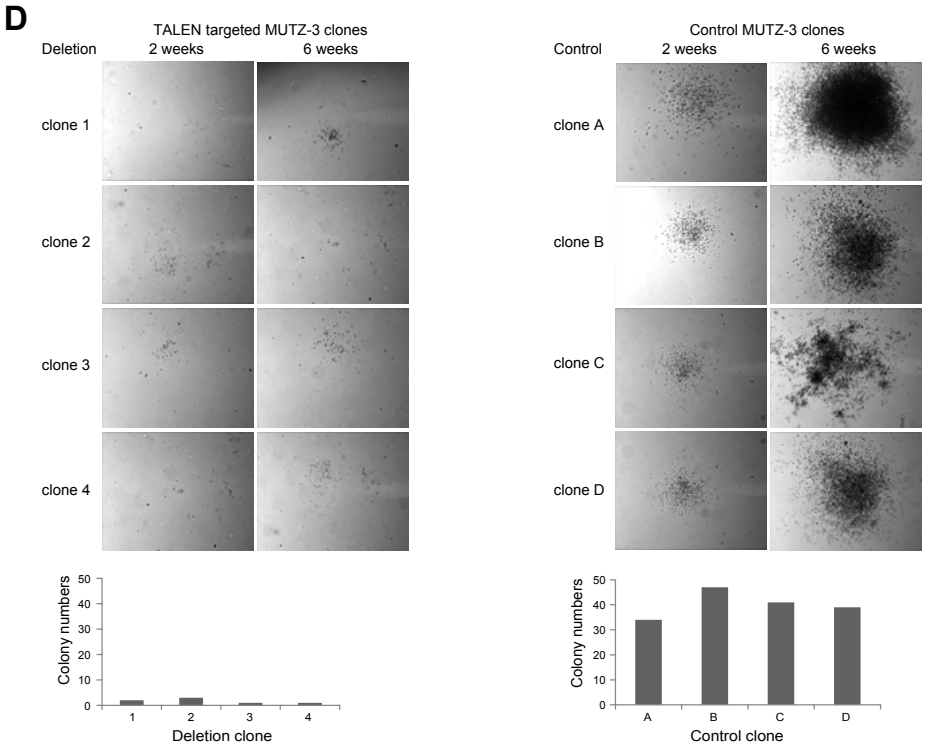 D
TALEN targeted MUTZ-3 clones
Deletion 2 weeks 6 weeks
clone 1
clone 2
clone 3
clone 4
Colony numbers
50
40
30
20
10
0
1 2 3 4
Deletion clone
Control MUTZ-3 clones
Control 2 weeks 6 weeks
clone A
clone B
clone C
clone D
Colony numbers
50
40
30
20
10
0
A B C D
Control clone